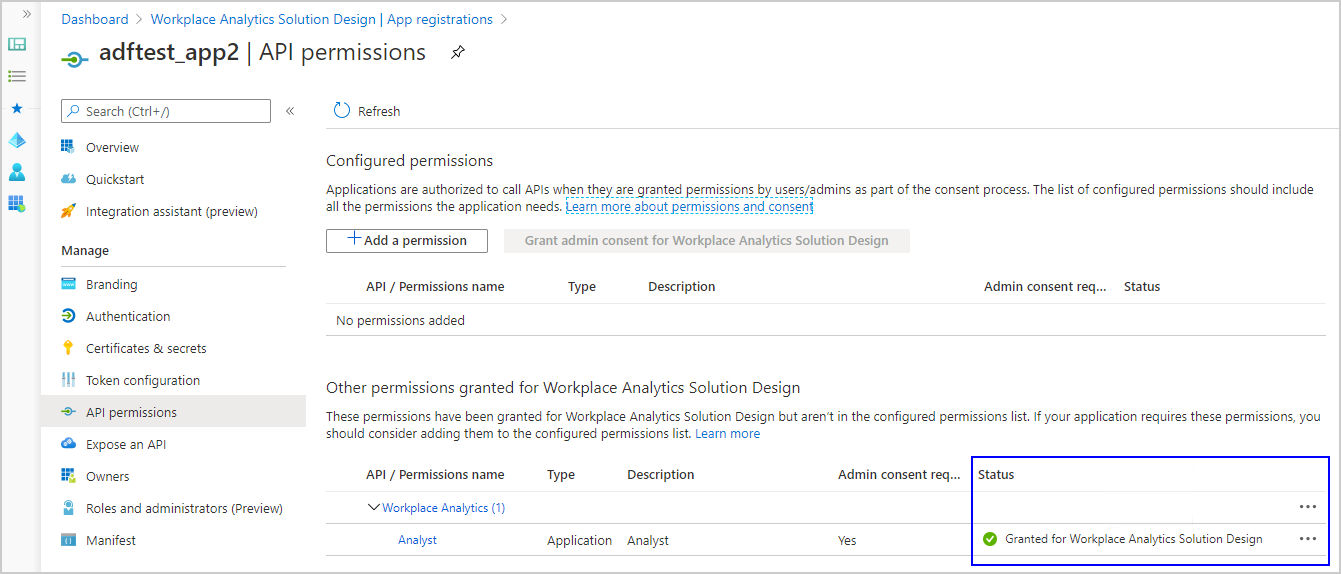 Dashboard > Workplace Analytics Solution Design | App registrations >
adftest_app2 | API permissions
Search (Ctrl+/)
Refresh
Overview
Quickstart
Integration assistant (preview)
Manage
Branding
Authentication
Certificates & secrets
Token configuration
API permissions
Expose an API
Owners
Roles and administrators (Preview)
Manifest
Configured permissions
Applications are authorized to call APIs when they are granted permissions by users/admins as part of the consent process. The list of configured permissions should include
all the permissions the application needs. Learn more about permissions and consent
Add a permission Grant admin consent for Workplace Analytics Solution Design
API / Permissions name Type Description Admin consent req... Status
No permissions added
Other permissions granted for Workplace Analytics Solution Design
These permissions have been granted for Workplace Analytics Solution Design but aren't in the configured permissions list. If your application requires these permissions, you
should consider adding them to the configured permissions list. Learn more
API / Permissions name Type Description Admin consent req... Status
Workplace Analytics (1)
Analyst Application Analyst Yes Granted for Workplace Analytics Solution Design